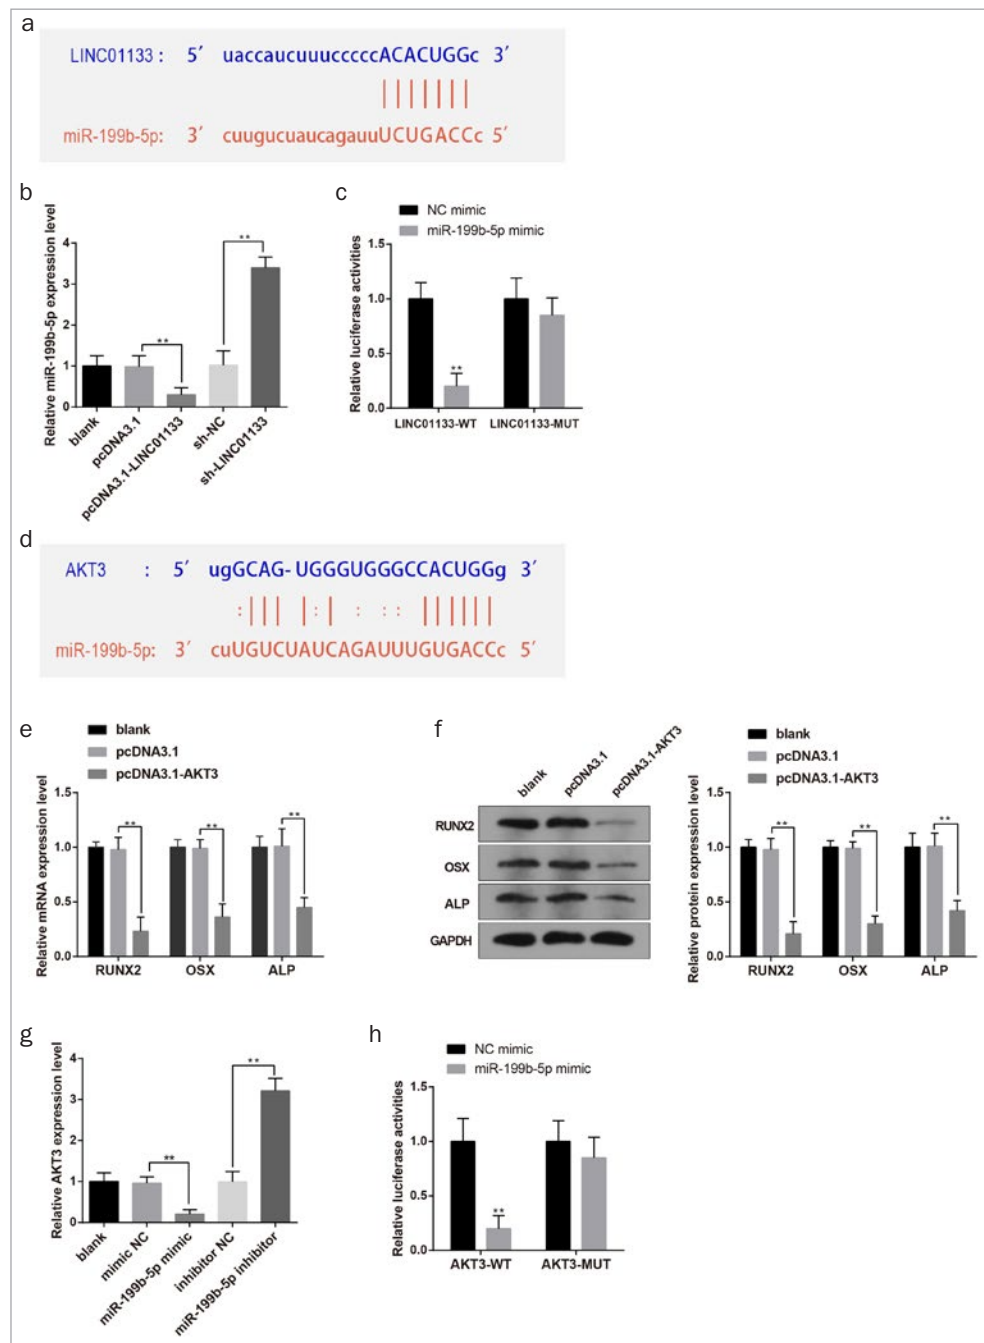 a
LINC01133 : 5′ uaccaucuuucccccACACUGGc 3′
miR-199b-5p: 3′ cuugucuaucagauuUCUGACCc 5′
b
Relative miR-199b-5p expression level
4
3
2
1
0
blank
pcDNA3.1
pcDNA3.1-LINC01133
sh-NC
sh-LINC01133
**
**
c
NC mimic
miR-199b-5p mimic
Relative luciferase activities
1.5
1.0
0.5
0.0
**
LINC01133-WT LINC01133-MUT
d
AKT3 : 5′ ugGCAG-UGGGUGGGCCACUGGg 3′
miR-199b-5p: 3′ cuUGUCUAUCAGAUUUGUGACCc 5′
e
blank
pcDNA3.1
pcDNA3.1-AKT3
Relative mRNA expression level
1.5
1.0
0.5
0.0
** ** **
RUNX2 OSX ALP
f
blank pcDNA3.1 pcDNA3.1-AKT3
RUNX2
OSX
ALP
GAPDH
blank
pcDNA3.1
pcDNA3.1-AKT3
Relative protein expression level
1.5
1.0
0.5
0.0
** ** **
RUNX2 OSX ALP
g
Relative AKT3 expression level
4
3
2
1
0
** **
blank
mimic NC
miR-199b-5p mimic
inhibitor NC
miR-199b-5p inhibitor
h
NC mimic
miR-199b-5p mimic
Relative luciferase activities
1.5
1.0
0.5
0.0
**
AKT3-WT AKT3-MUT